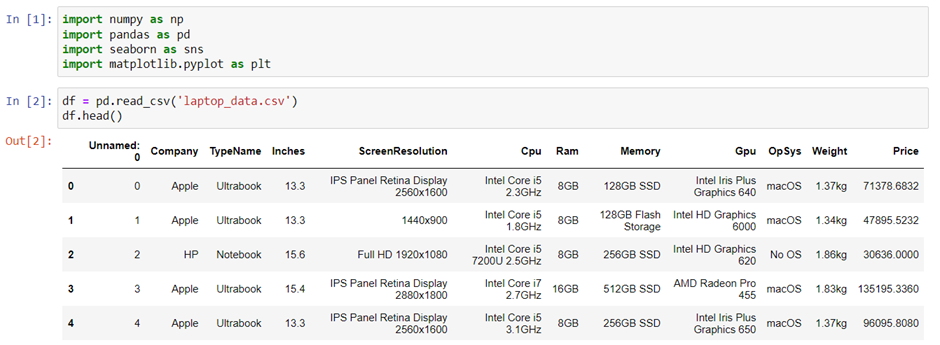 In [1]: import numpy as np
import pandas as pd
import seaborn as sns
import matplotlib.pyplot as plt
In [2]: df = pd.read_csv('laptop_data.csv')
df.head()
Out[2]:
Unnamed: 0 Company TypeName Inches ScreenResolution Cpu Ram Memory Gpu OpSys Weight Price
0 0 Apple Ultrabook 13.3 IPS Panel Retina Display 2560x1600 Intel Core i5 2.3GHz 8GB 128GB SSD Intel Iris Plus Graphics 640 macOS 1.37kg 71378.6832
1 1 Apple Ultrabook 13.3 1440x900 Intel Core i5 1.8GHz 8GB 128GB Flash Storage Intel HD Graphics 6000 macOS 1.34kg 47895.5232
2 2 HP Notebook 15.6 Full HD 1920x1080 Intel Core i5 7200U 2.5GHz 8GB 256GB SSD Intel HD Graphics 620 No OS 1.86kg 30636.0000
3 3 Apple Ultrabook 15.4 IPS Panel Retina Display 2880x1800 Intel Core i7 2.7GHz 16GB 512GB SSD AMD Radeon Pro 455 macOS 1.83kg 135195.3360
4 4 Apple Ultrabook 13.3 IPS Panel Retina Display 2560x1600 Intel Core i5 3.1GHz 8GB 256GB SSD Intel Iris Plus Graphics 650 macOS 1.37kg 96095.8080